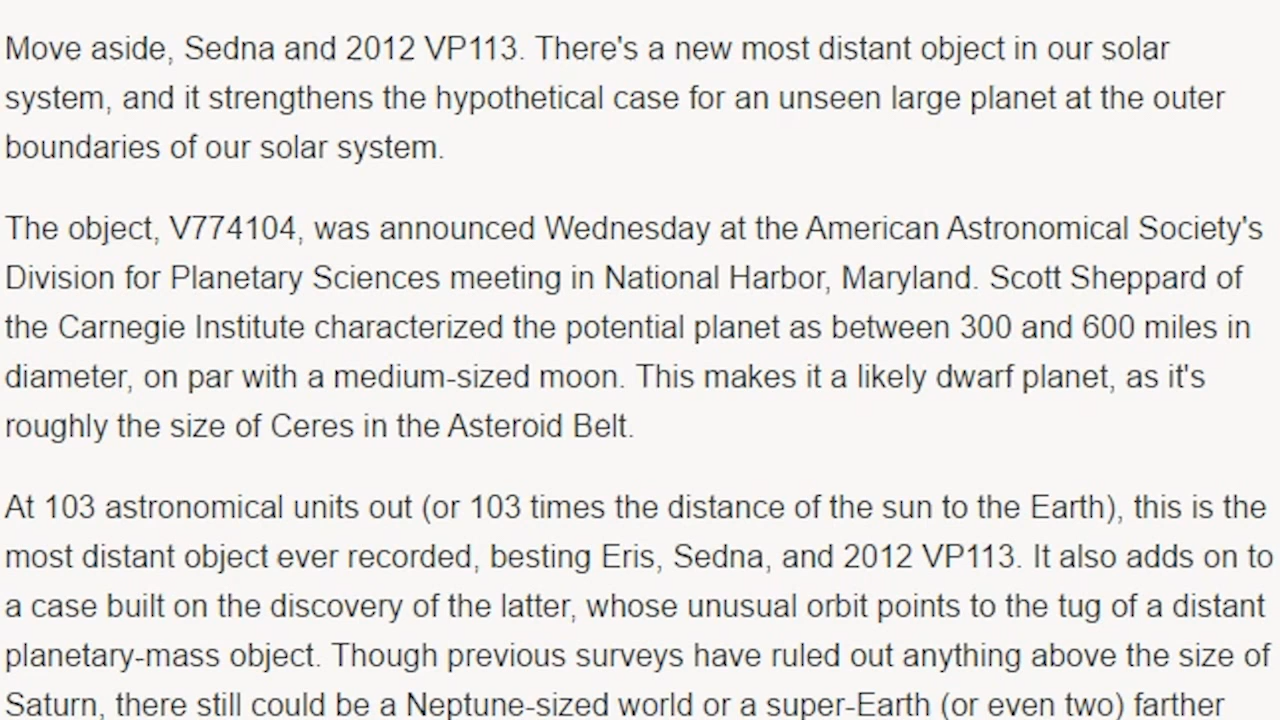 Move aside, Sedna and 2012 VP113. There's a new most distant object in our solar
system, and it strengthens the hypothetical case for an unseen large planet at the outer
boundaries of our solar system.
The object, V774104, was announced Wednesday at the American Astronomical Society's
Division for Planetary Sciences meeting in National Harbor, Maryland. Scott Sheppard of
the Carnegie Institute characterized the potential planet as between 300 and 600 miles in
diameter, on par with a medium-sized moon. This makes it a likely dwarf planet, as it's
roughly the size of Ceres in the Asteroid Belt.
At 103 astronomical units out (or 103 times the distance of the sun to the Earth), this is the
most distant object ever recorded, besting Eris, Sedna, and 2012 VP113. It also adds on to
a case built on the discovery of the latter, whose unusual orbit points to the tug of a distant
planetary-mass object. Though previous surveys have ruled out anything above the size of
Saturn, there still could be a Neptune-sized world or a super-Earth (or even two) farther